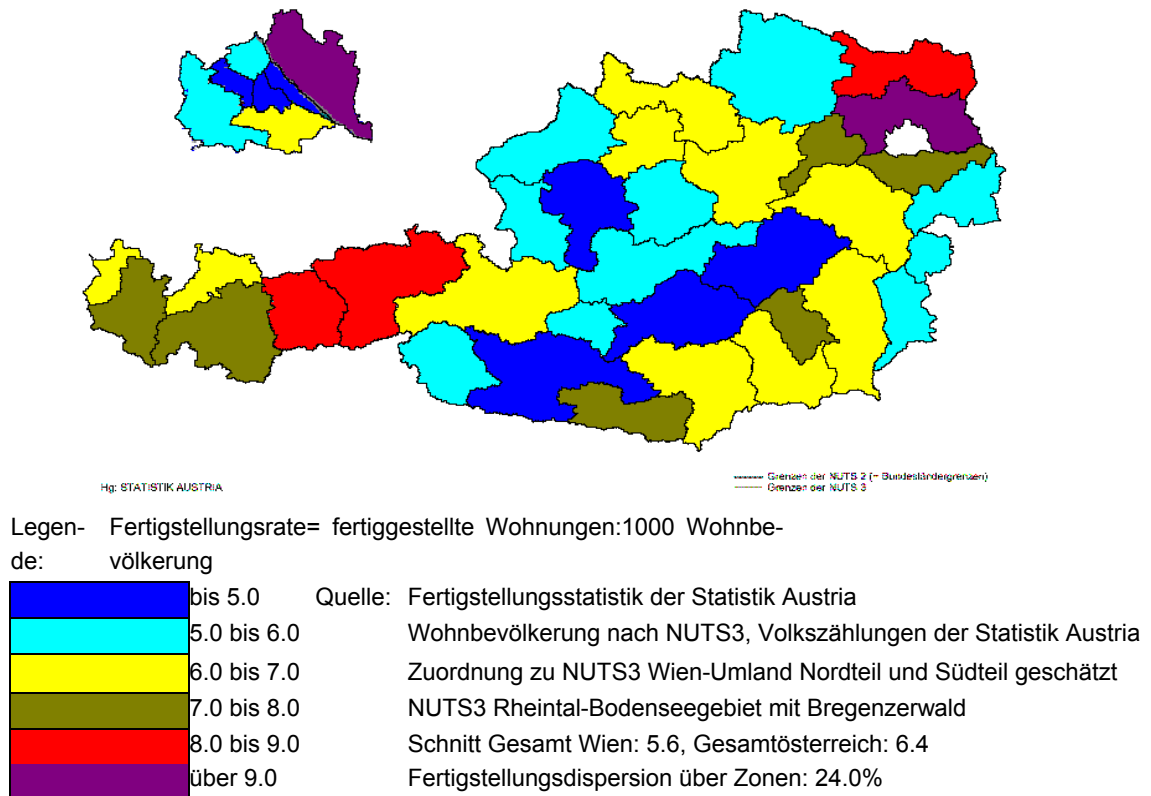 Hg: STATISTIK AUSTRIA
Grenzen der NUTS 2 (= Bundesländergrenzen)
Grenzen der NUTS 3
Legen- Fertigstellungsrate= fertiggestellte Wohnungen:1000 Wohnbe-
de: völkerung
bis 5.0 Quelle: Fertigstellungsstatistik der Statistik Austria
5.0 bis 6.0 Wohnbevölkerung nach NUTS3, Volkszählungen der Statistik Austria
6.0 bis 7.0 Zuordnung zu NUTS3 Wien-Umland Nordteil und Südteil geschätzt
7.0 bis 8.0 NUTS3 Rheintal-Bodenseegebiet mit Bregenzerwald
8.0 bis 9.0 Schnitt Gesamt Wien: 5.6, Gesamtösterreich: 6.4
über 9.0 Fertigstellungsdispersion über Zonen: 24.0%